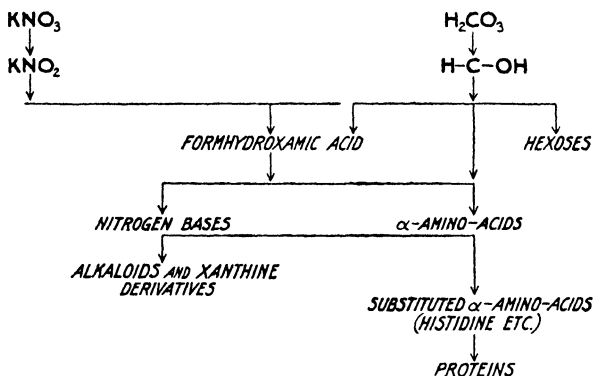 KNO₃ H₂CO₃
KNO₂ H-C-OH
FORMHYDROXAMIC ACID HEXOSES
NITROGEN BASES α-AMINO-ACIDS
ALKALOIDS AND XANTHINE
DERIVATIVES
SUBSTITUTED α-AMINO-ACIDS
(HISTIDINE ETC.)
PROTEINS